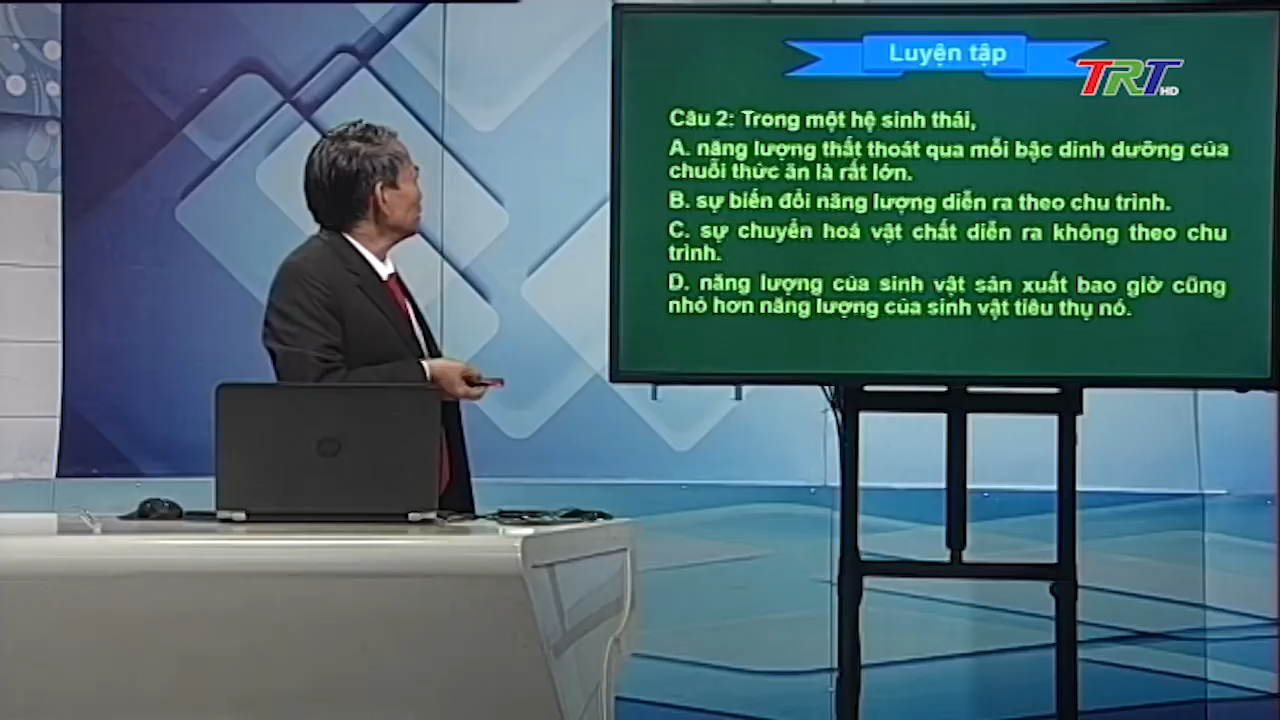 Luyện tập
TRT HD
Câu 2: Trong một hệ sinh thái,
A. năng lượng thất thoát qua mỗi bậc dinh dưỡng của
chuỗi thức ăn là rất lớn.
B. sự biến đổi năng lượng diễn ra theo chu trình.
C. sự chuyển hoá vật chất diễn ra không theo chu
trình.
D. năng lượng của sinh vật sản xuất bao giờ cũng
nhỏ hơn năng lượng của sinh vật tiêu thụ nó.
hp